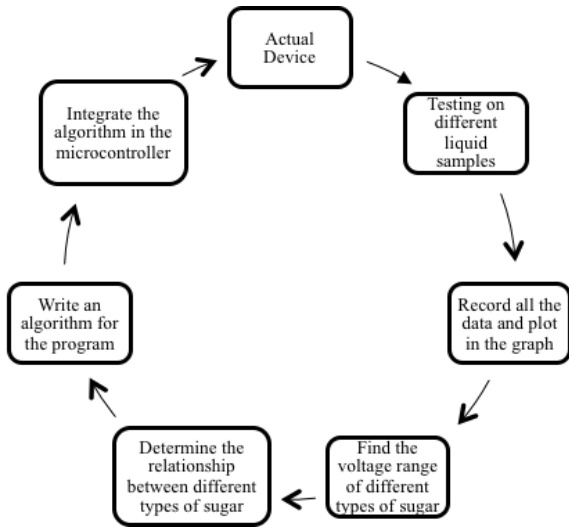 Actual
Device
Testing on
different
liquid
samples
Record all the
data and plot
in the graph
Find the
voltage range
of different
types of sugar
Determine the
relationship
between different
types of sugar
Write an
algorithm for
the program
Integrate the
algorithm in the
microcontroller